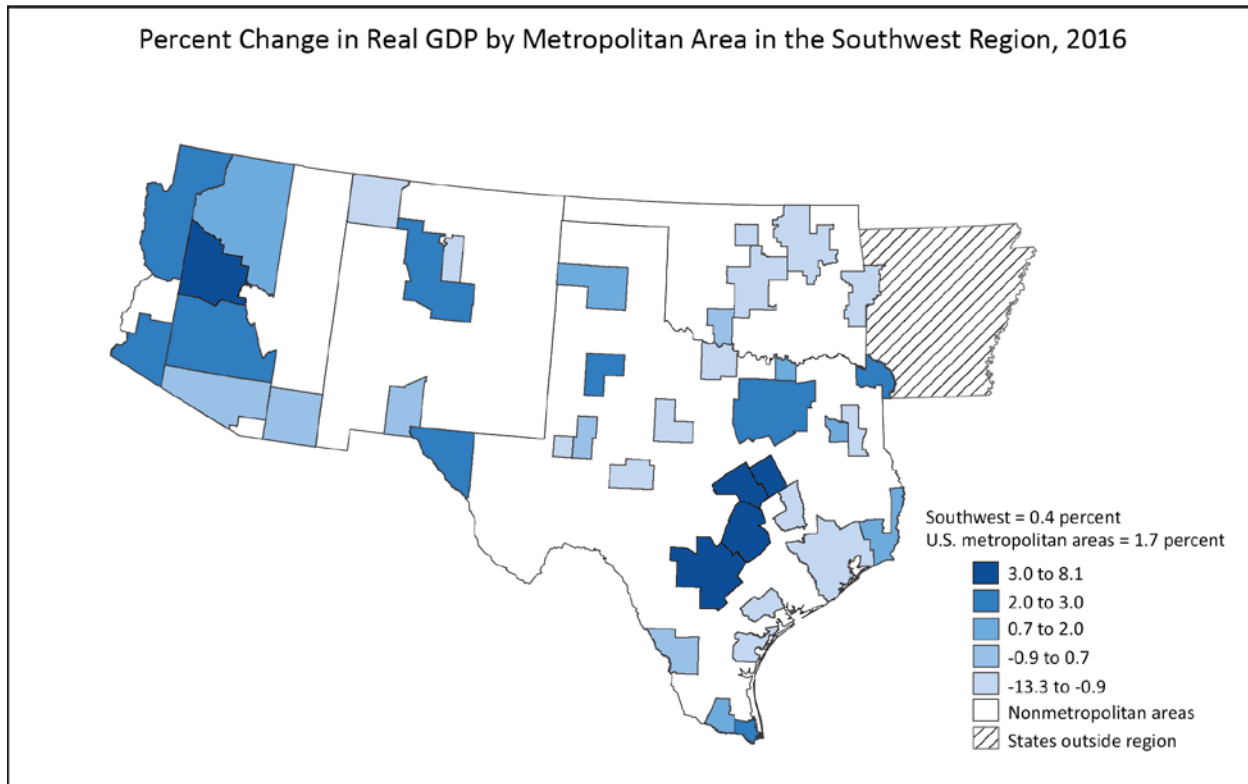 Percent Change in Real GDP by Metropolitan Area in the Southwest Region, 2016
Southwest = 0.4 percent
U.S. metropolitan areas = 1.7 percent
3.0 to 8.1
2.0 to 3.0
0.7 to 2.0
-0.9 to 0.7
-13.3 to -0.9
Nonmetropolitan areas
States outside region